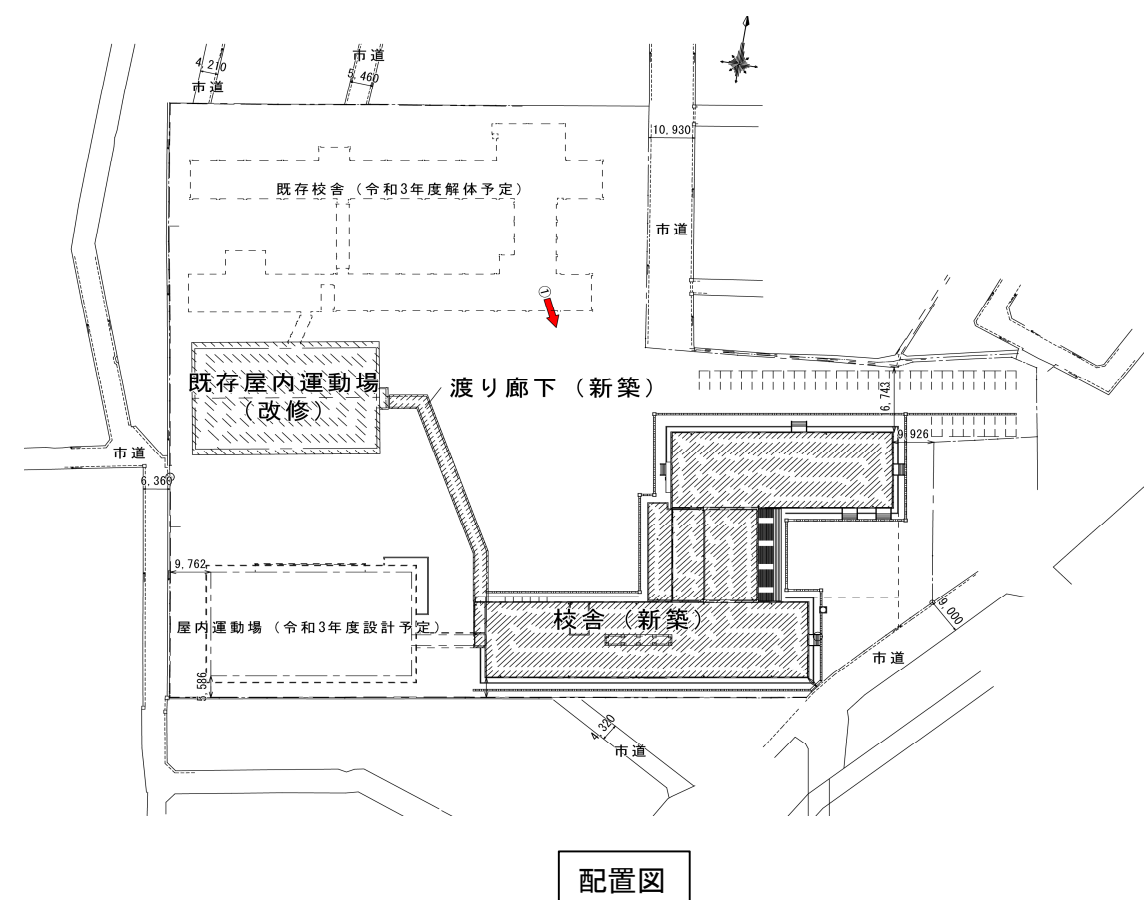 市道
4,210
市道
5,460
10,930
既存校舎（令和3年度解体予定）
市道
①
既存屋内運動場
（改修）
渡り廊下（新築）
6,743
9,926
市道
6,360
9,762
屋内運動場（令和3年度設計予定）
校舎（新築）
9,000
市道
5,586
4,320
市道
配置図